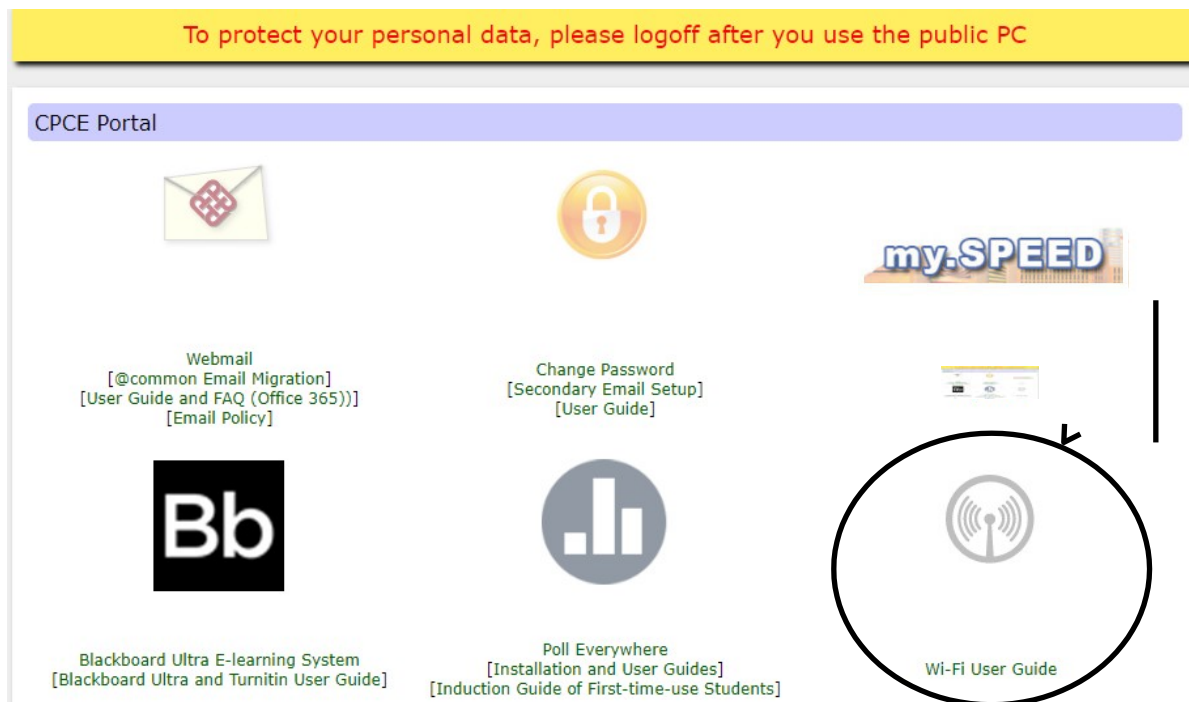 To protect your personal data, please logoff after you use the public PC
CPCE Portal
my.SPEED
Webmail
[@common Email Migration]
[User Guide and FAQ (Office 365))]
[Email Policy]
Change Password
[Secondary Email Setup]
[User Guide]
Bb
Blackboard Ultra E-learning System
[Blackboard Ultra and Turnitin User Guide]
Poll Everywhere
[Installation and User Guides]
[Induction Guide of First-time-use Students]
Wi-Fi User Guide